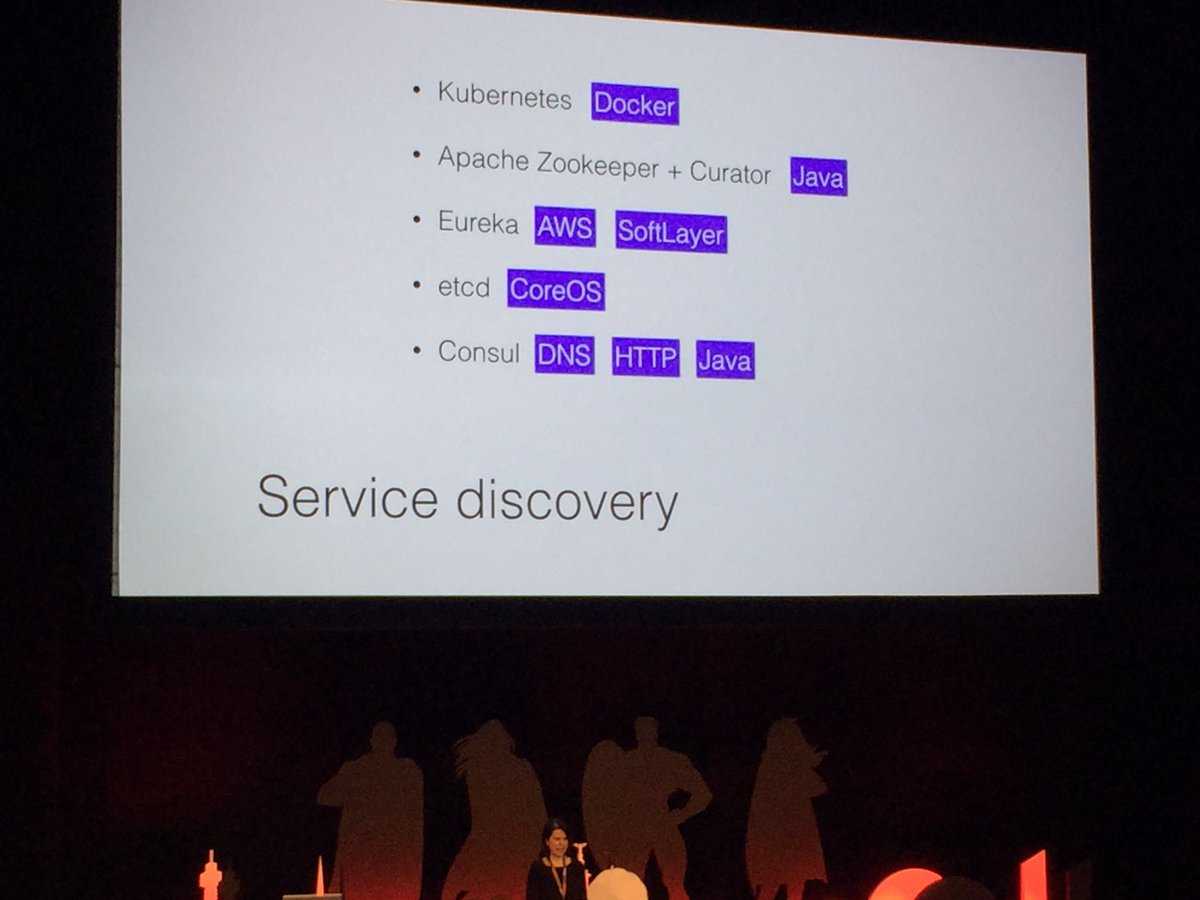 • Kubernetes Docker
• Apache Zookeeper + Curator Java
• Eureka AWS SoftLayer
• etcd CoreOS
• Consul DNS HTTP Java
Service discovery